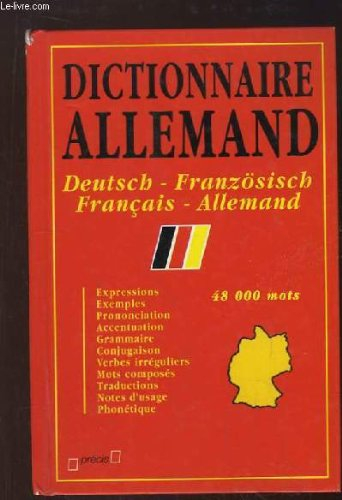 Le-livre.com
DICTIONNAIRE
ALLEMAND
Deutsch - Französisch
Français - Allemand
48 000 mots
Expressions
Exemples
Prononciation
Accentuation
Grammaire
Conjugaison
Verbes irréguliers
Mots composés
Traductions
Notes d'usage
Phonétique
précis